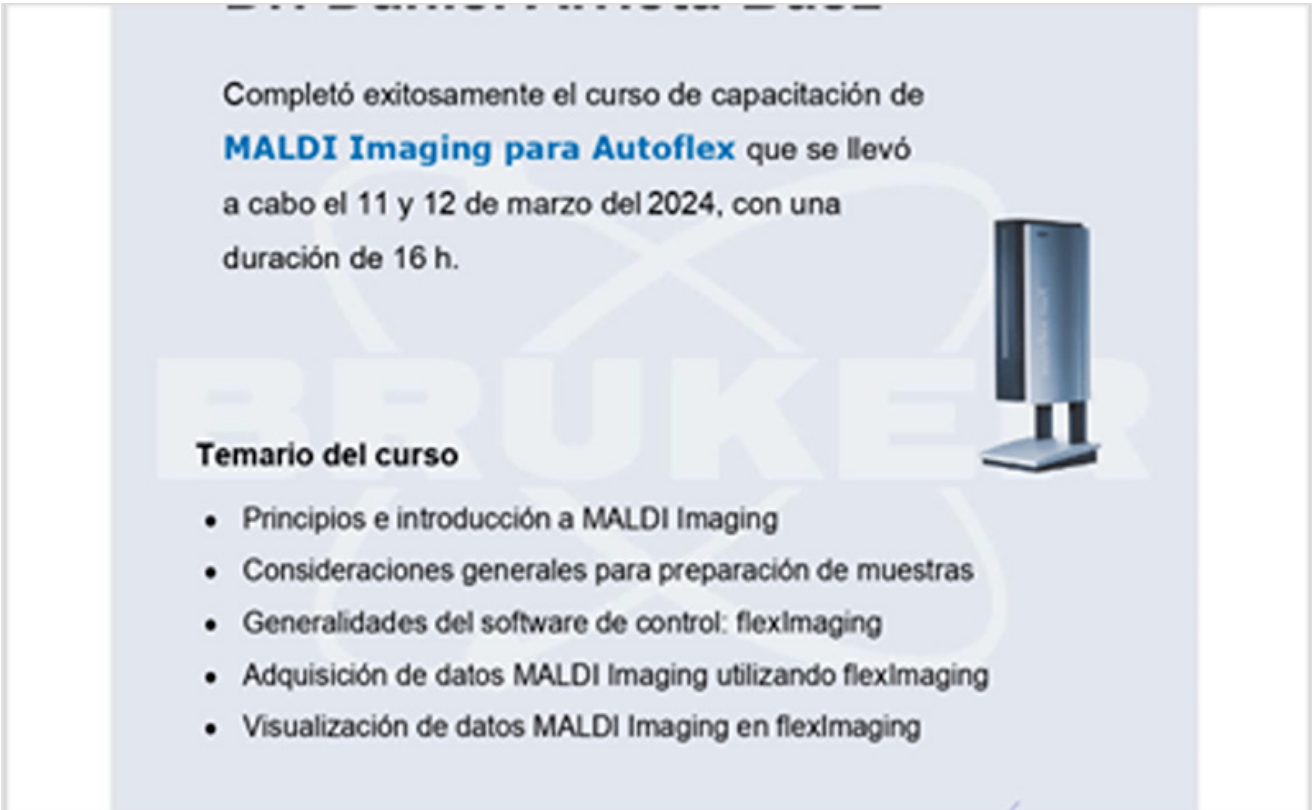 Completó exitosamente el curso de capacitación de
MALDI Imaging para Autoflex que se llevó
a cabo el 11 y 12 de marzo del 2024, con una
duración de 16 h.
BRUKER
Temario del curso
• Principios e introducción a MALDI Imaging
• Consideraciones generales para preparación de muestras
• Generalidades del software de control: flexImaging
• Adquisición de datos MALDI Imaging utilizando flexImaging
• Visualización de datos MALDI Imaging en flexImaging